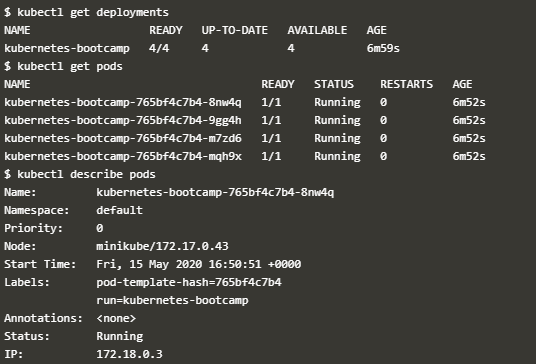 $ kubectl get deployments
NAME                  READY   UP-TO-DATE   AVAILABLE   AGE
kubernetes-bootcamp   4/4     4            4           6m59s
$ kubectl get pods
NAME                                   READY   STATUS    RESTARTS   AGE
kubernetes-bootcamp-765bf4c7b4-8nw4q   1/1     Running   0          6m52s
kubernetes-bootcamp-765bf4c7b4-9gg4h   1/1     Running   0          6m52s
kubernetes-bootcamp-765bf4c7b4-m7zd6   1/1     Running   0          6m52s
kubernetes-bootcamp-765bf4c7b4-mqh9x   1/1     Running   0          6m52s
$ kubectl describe pods
Name:         kubernetes-bootcamp-765bf4c7b4-8nw4q
Namespace:    default
Priority:     0
Node:         minikube/172.17.0.43
Start Time:   Fri, 15 May 2020 16:50:51 +0000
Labels:       pod-template-hash=765bf4c7b4
              run=kubernetes-bootcamp
Annotations:  <none>
Status:       Running
IP:           172.18.0.3